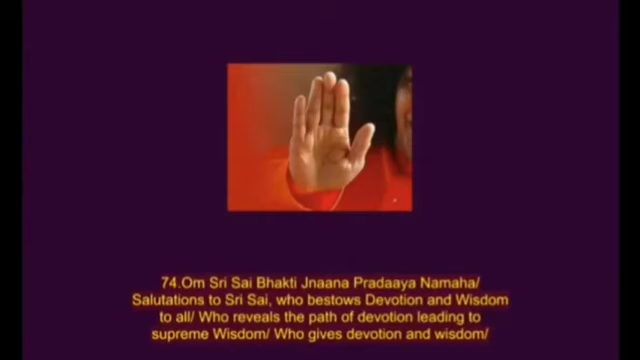 74.Om Sri Sai Bhakti Jnaana Pradaaya Namaha/
Salutations to Sri Sai, who bestows Devotion and Wisdom
to all/ Who reveals the path of devotion leading to
supreme Wisdom/ Who gives devotion and wisdom/